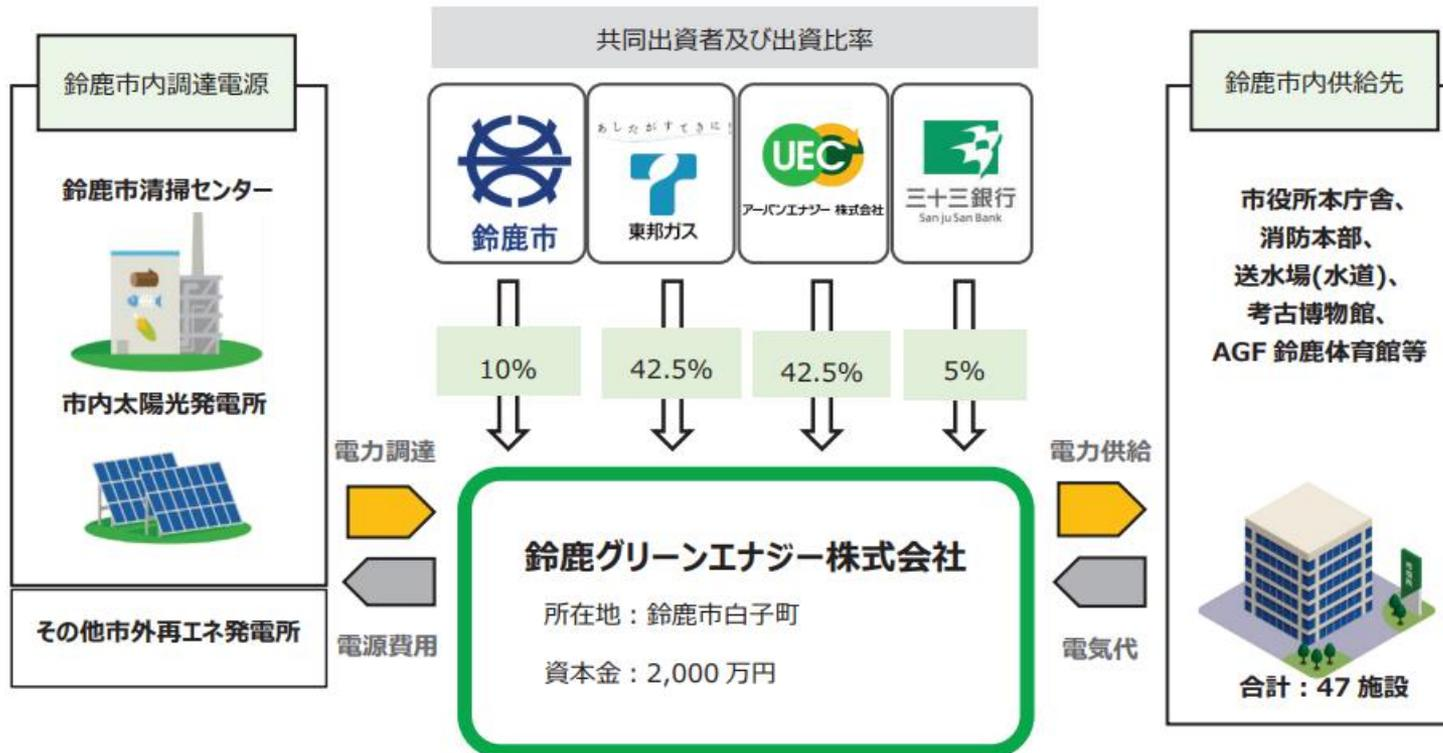 共同出資者及び出資比率
鈴鹿市内調達電源
鈴鹿市清掃センター
市内太陽光発電所
その他市外再エネ発電所
鈴鹿市
あしたがすてきに!
東邦ガス
UEC
アーバンエナジー 株式会社
三十三銀行
San ju San Bank
10%
42.5%
42.5%
5%
電力調達
電源費用
鈴鹿グリーンエナジー株式会社
所在地：鈴鹿市白子町
資本金：2,000 万円
電力供給
電気代
鈴鹿市内供給先
市役所本庁舎、
消防本部、
送水場(水道)、
考古博物館、
AGF 鈴鹿体育館等
合計：47 施設